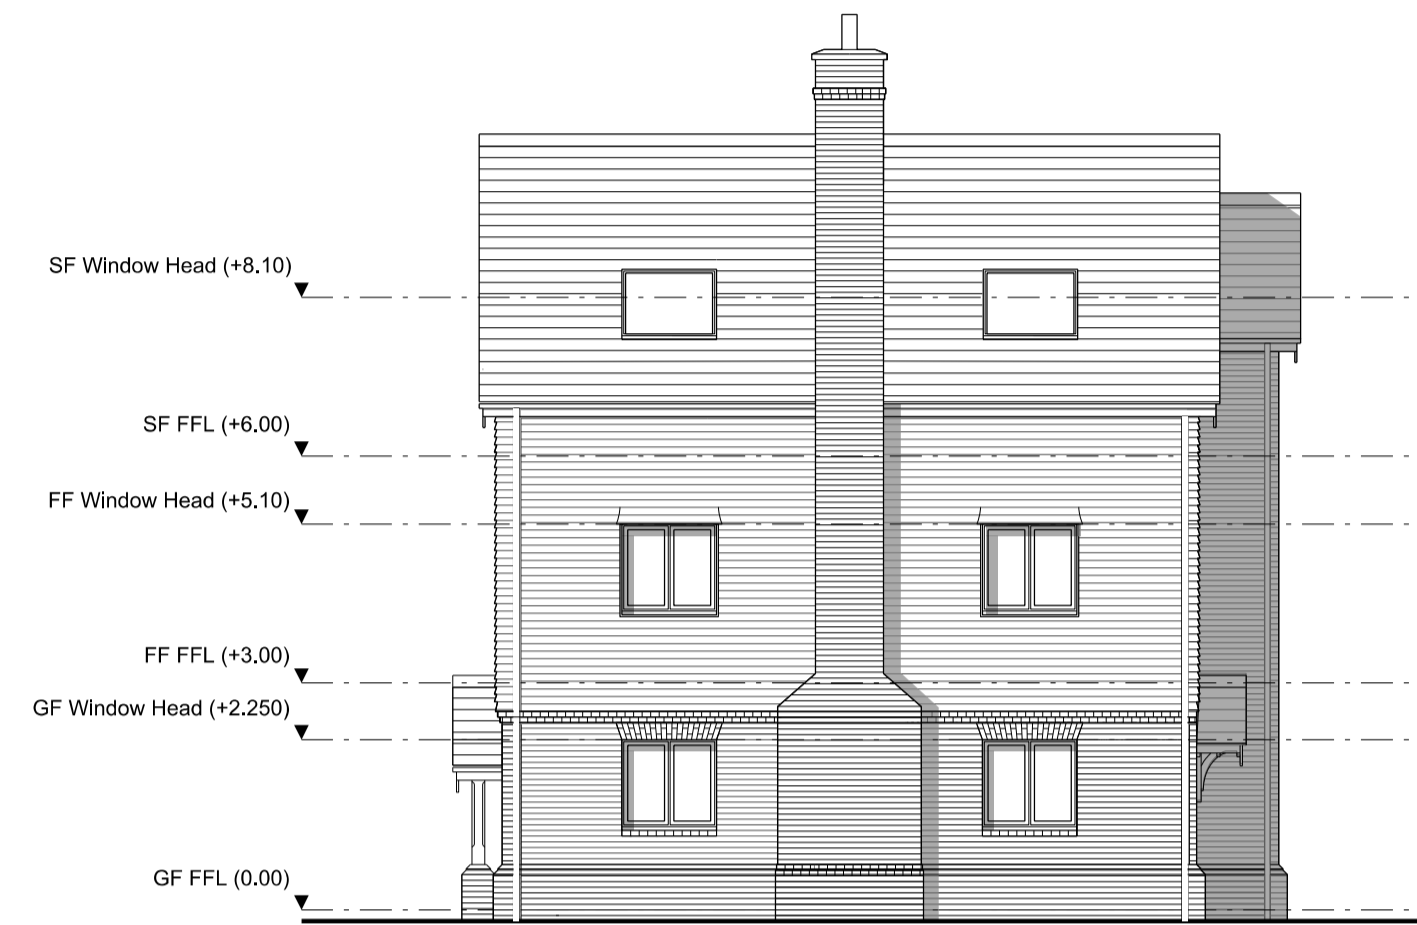 SF Window Head (+8.10)
SF FFL (+6.00)
FF Window Head (+5.10)
FF FFL (+3.00)
GF Window Head (+2.250)
GF FFL (0.00)